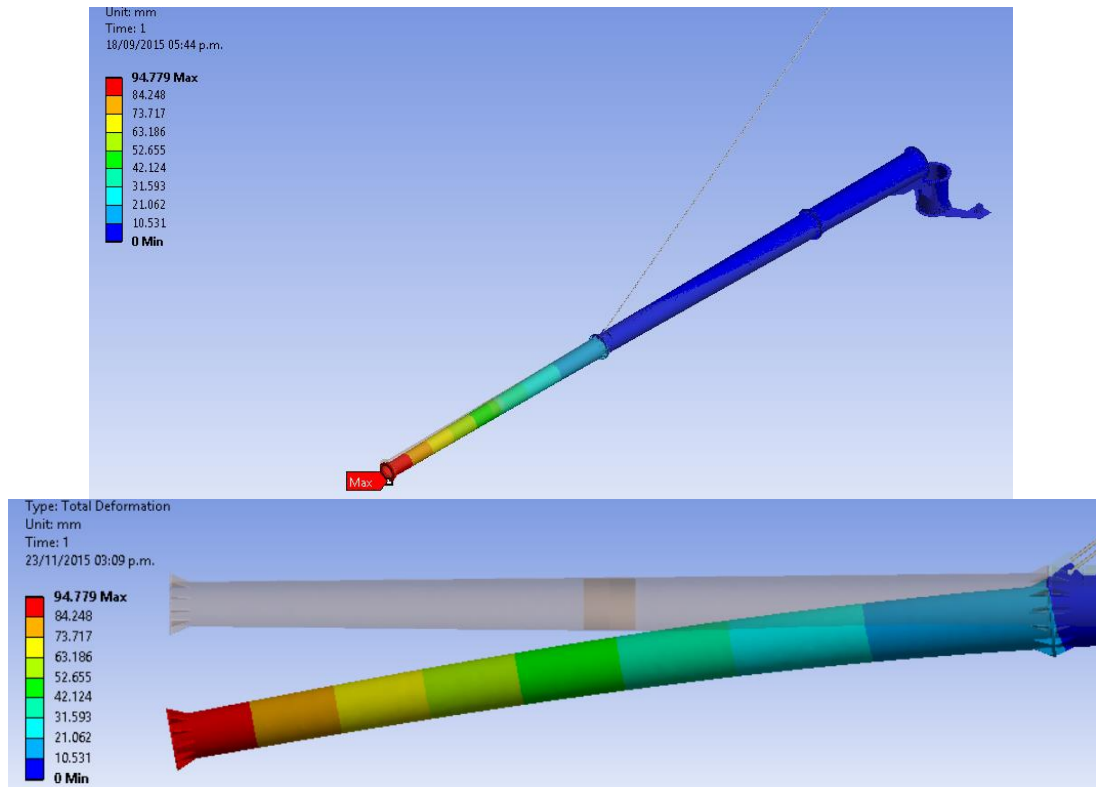 Unit: mm
Time: 1
18/09/2015 05:44 p.m.
94.779 Max
84.248
73.717
63.186
52.655
42.124
31.593
21.062
10.531
0 Min
Max
Type: Total Deformation
Unit: mm
Time: 1
23/11/2015 03:09 p.m.
94.779 Max
84.248
73.717
63.186
52.655
42.124
31.593
21.062
10.531
0 Min